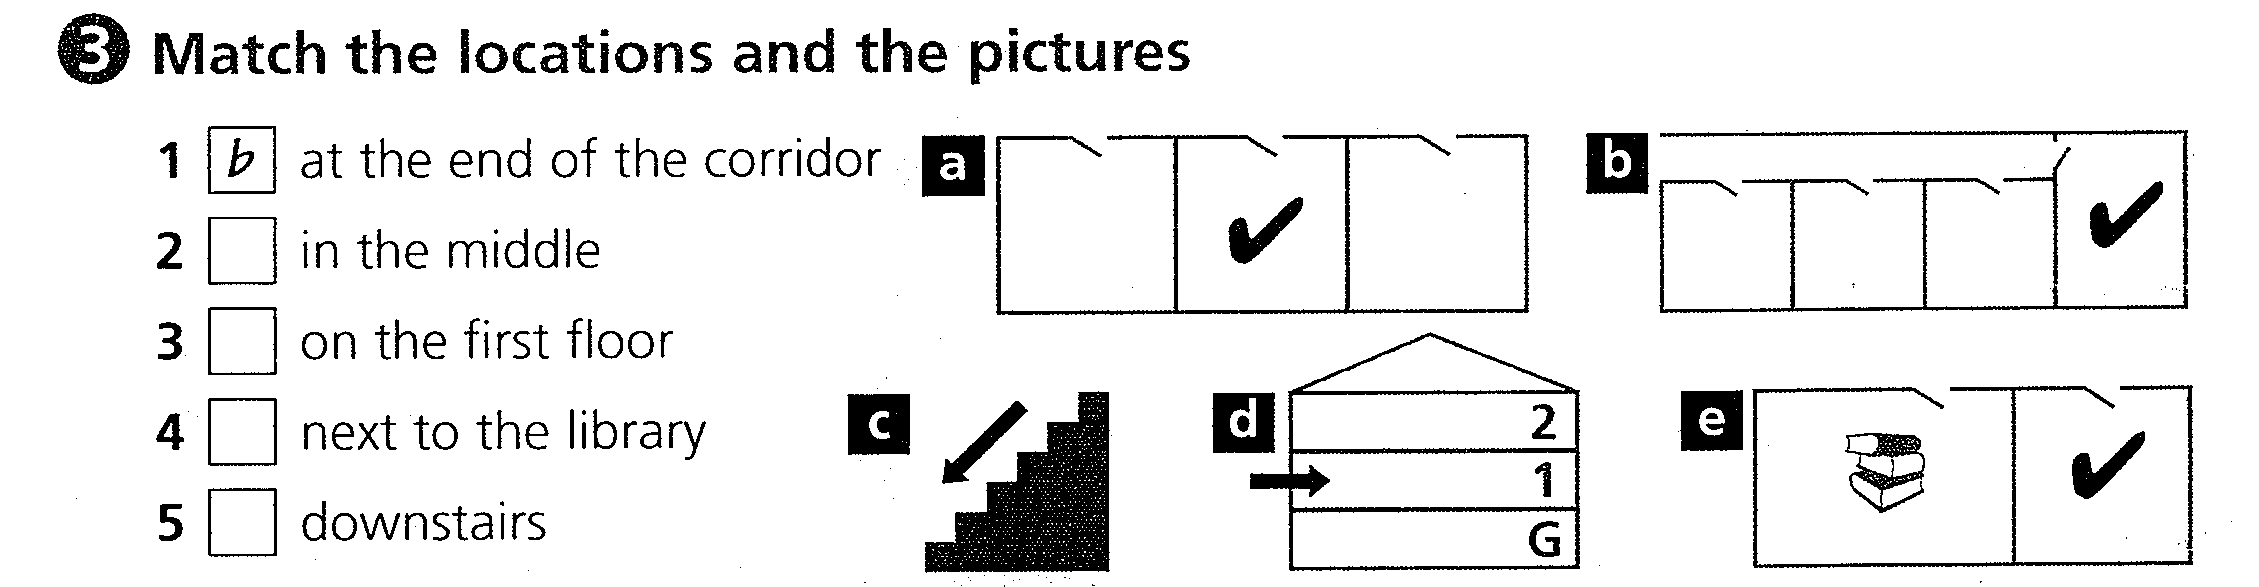 3 Match the locations and the pictures
1 b at the end of the corridor
2 in the middle
3 on the first floor
4 next to the library
5 downstairs
a
b
c
d
2
1
G
e